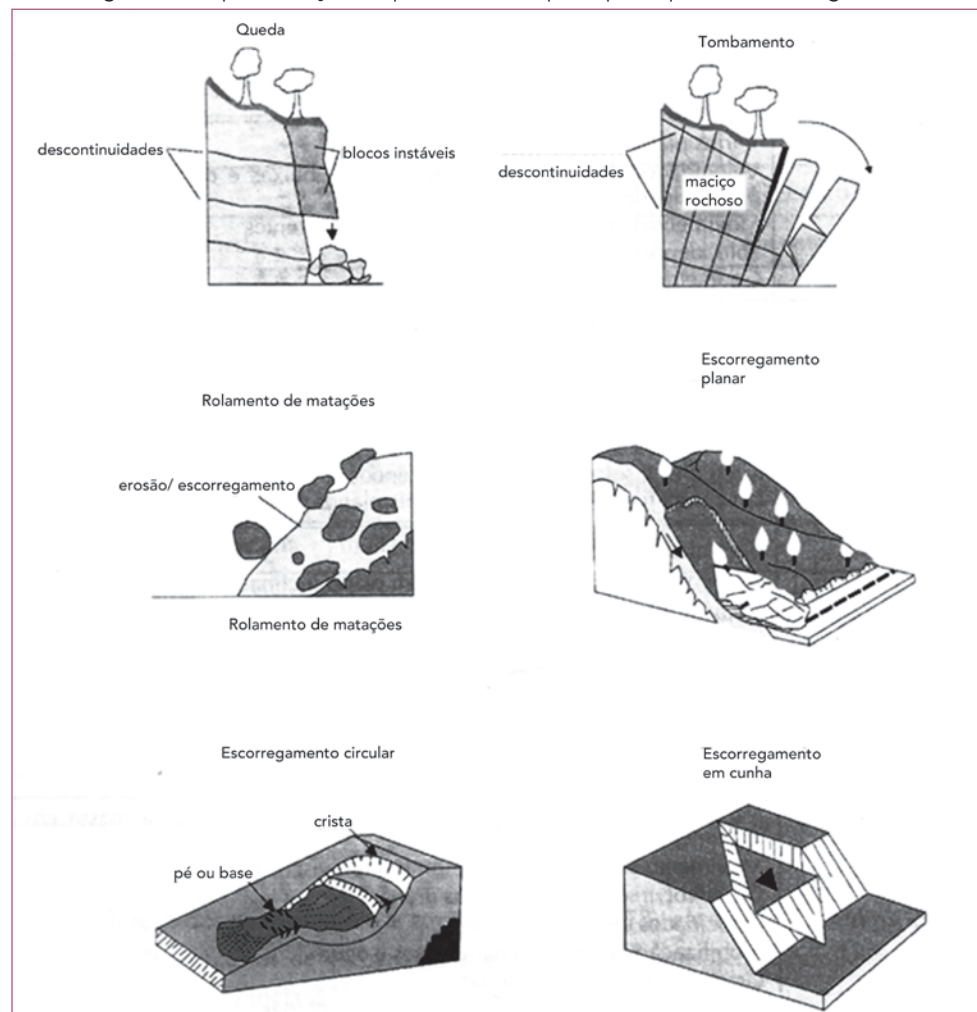 Queda
descontinuidades
blocos instáveis
Tombamento
descontinuidades
maciço
rochoso
Rolamento de matacões
erosão/ escorregamento
Rolamento de matacões
Escorregamento
planar
Escorregamento circular
crista
pé ou base
Escorregamento
em cunha